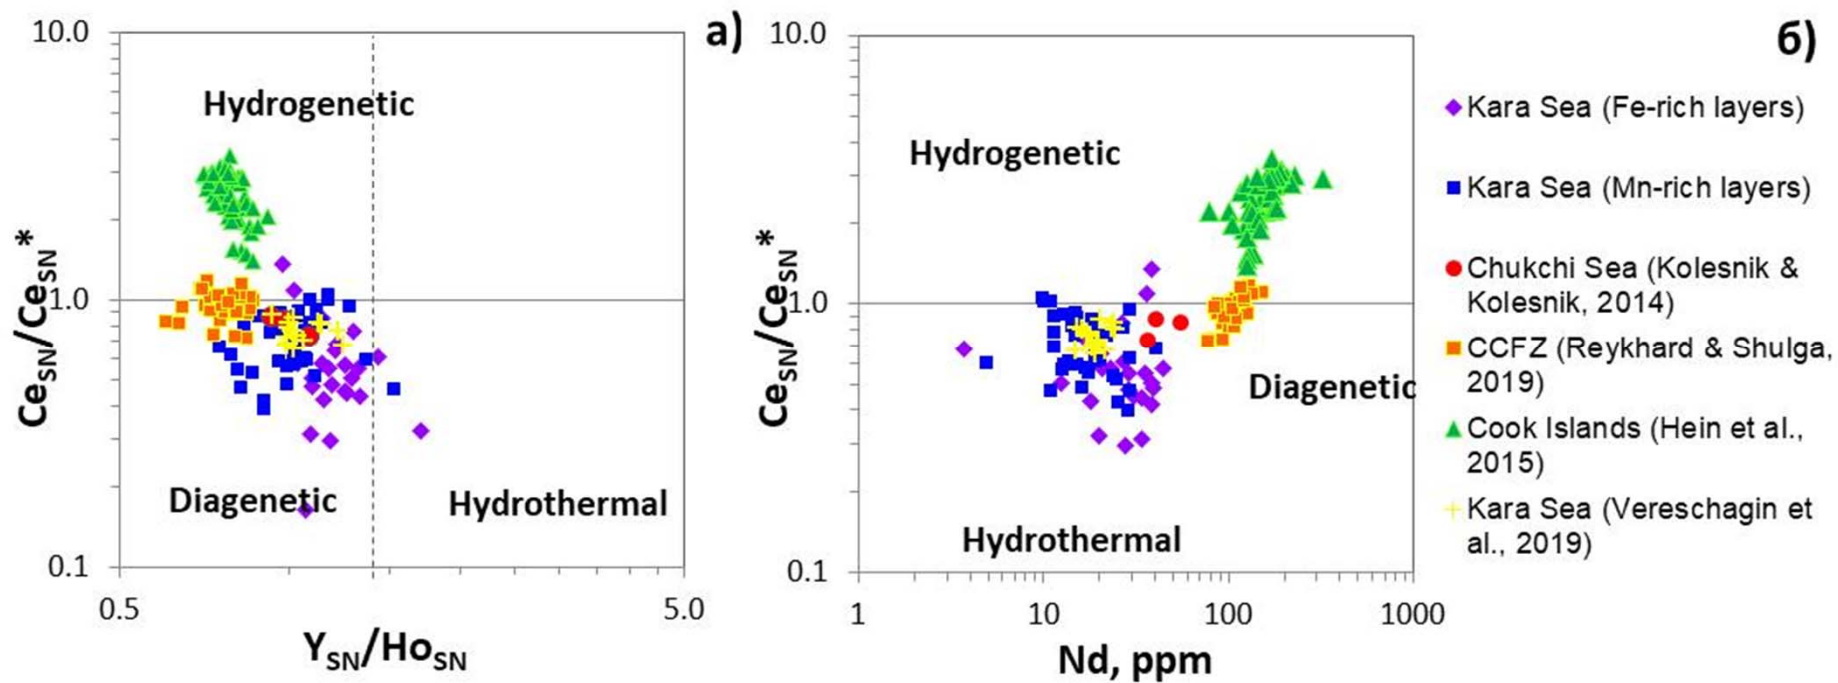 а)
10.0
1.0
0.1
Ce_SN/Ce_SN*
Hydrogenetic
Diagenetic
Hydrothermal
0.5
5.0
Y_SN/Ho_SN
б)
10.0
1.0
0.1
Ce_SN/Ce_SN*
Hydrogenetic
Diagenetic
Hydrothermal
1
10
100
1000
Nd, ppm
Kara Sea (Fe-rich layers)
Kara Sea (Mn-rich layers)
Chukchi Sea (Kolesnik &
Kolesnik, 2014)
CCFZ (Reykhard & Shulga,
2019)
Cook Islands (Hein et al.,
2015)
Kara Sea (Vereschagin et
al., 2019)